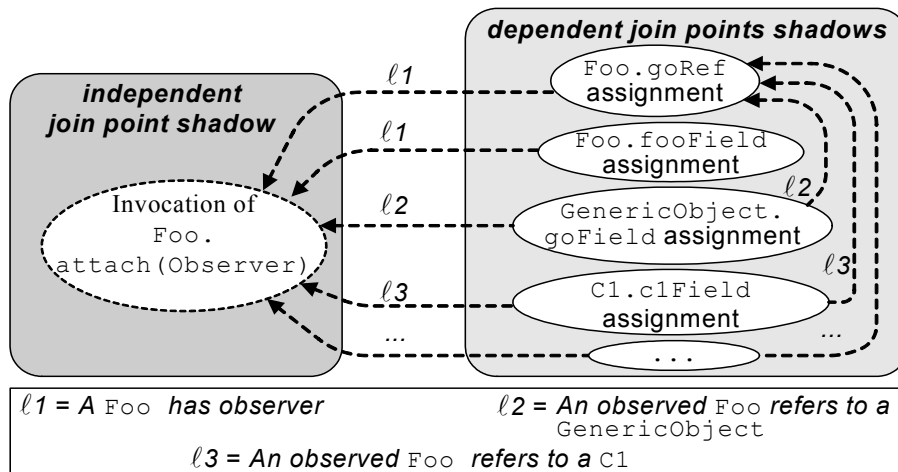 dependent join points shadows
independent
join point shadow
ℓ1
Foo.goRef
assignment
ℓ1
Foo.fooField
assignment
ℓ2
Invocation of
Foo.
attach(Observer)
ℓ2
GenericObject.
goField assignment
ℓ3
ℓ3
C1.c1Field
assignment
...
...
...
ℓ1 = A Foo has observer
ℓ2 = An observed Foo refers to a
GenericObject
ℓ3 = An observed Foo refers to a C1